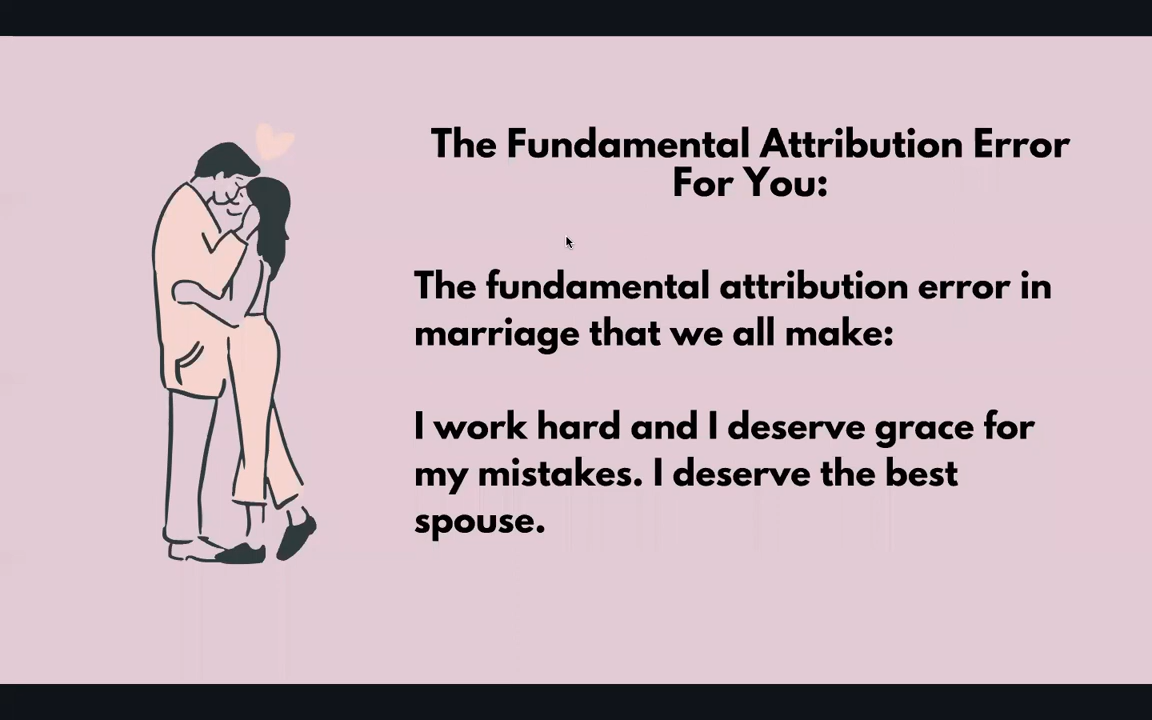 The Fundamental Attribution Error
For You:
The fundamental attribution error in
marriage that we all make:
I work hard and I deserve grace for
my mistakes. I deserve the best
spouse.